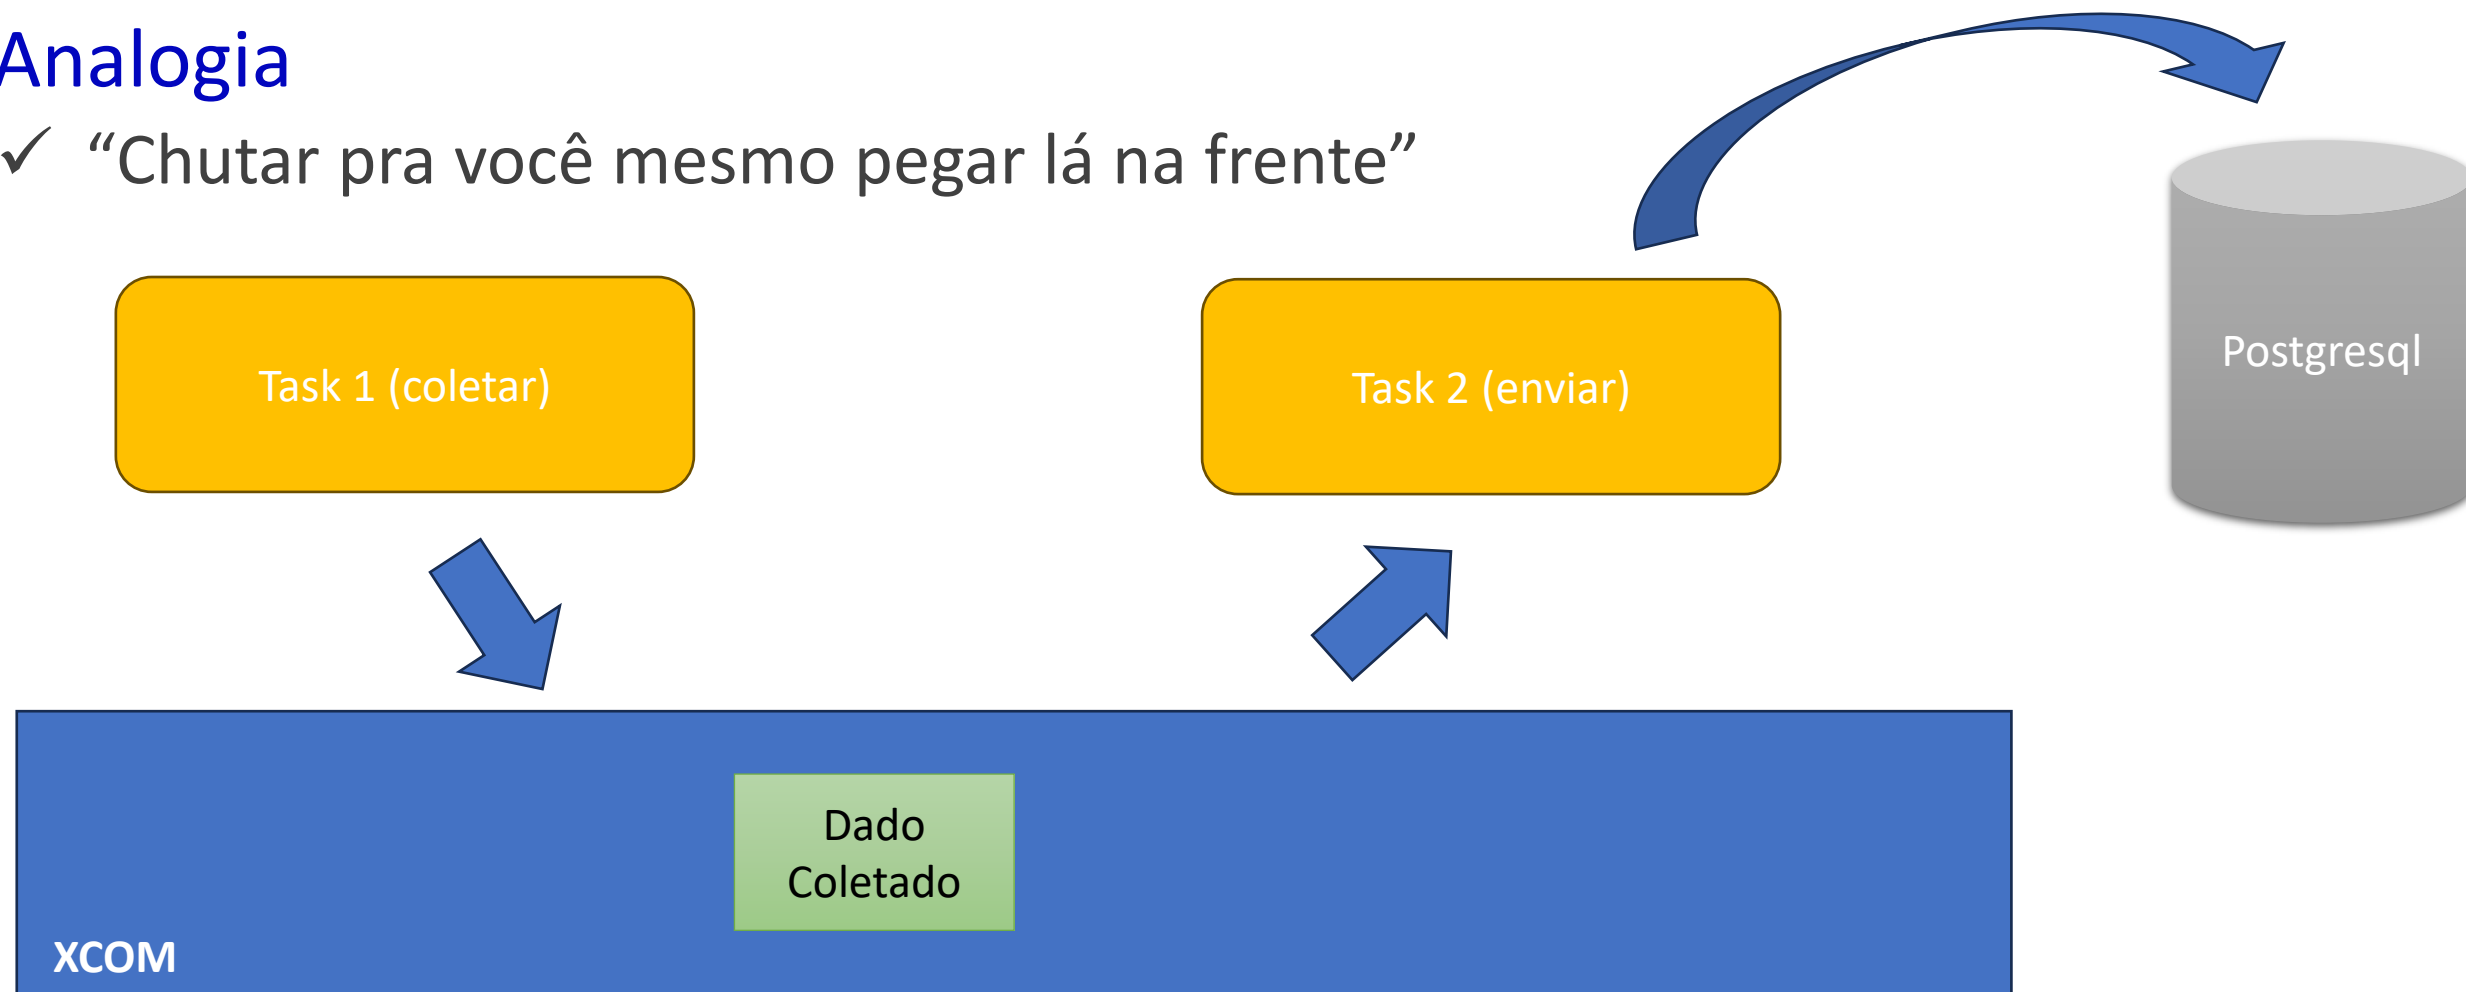 Analogia
✓ “Chutar pra você mesmo pegar lá na frente”
Task 1 (coletar)
Task 2 (enviar)
Postgresql
Dado
Coletado
XCOM